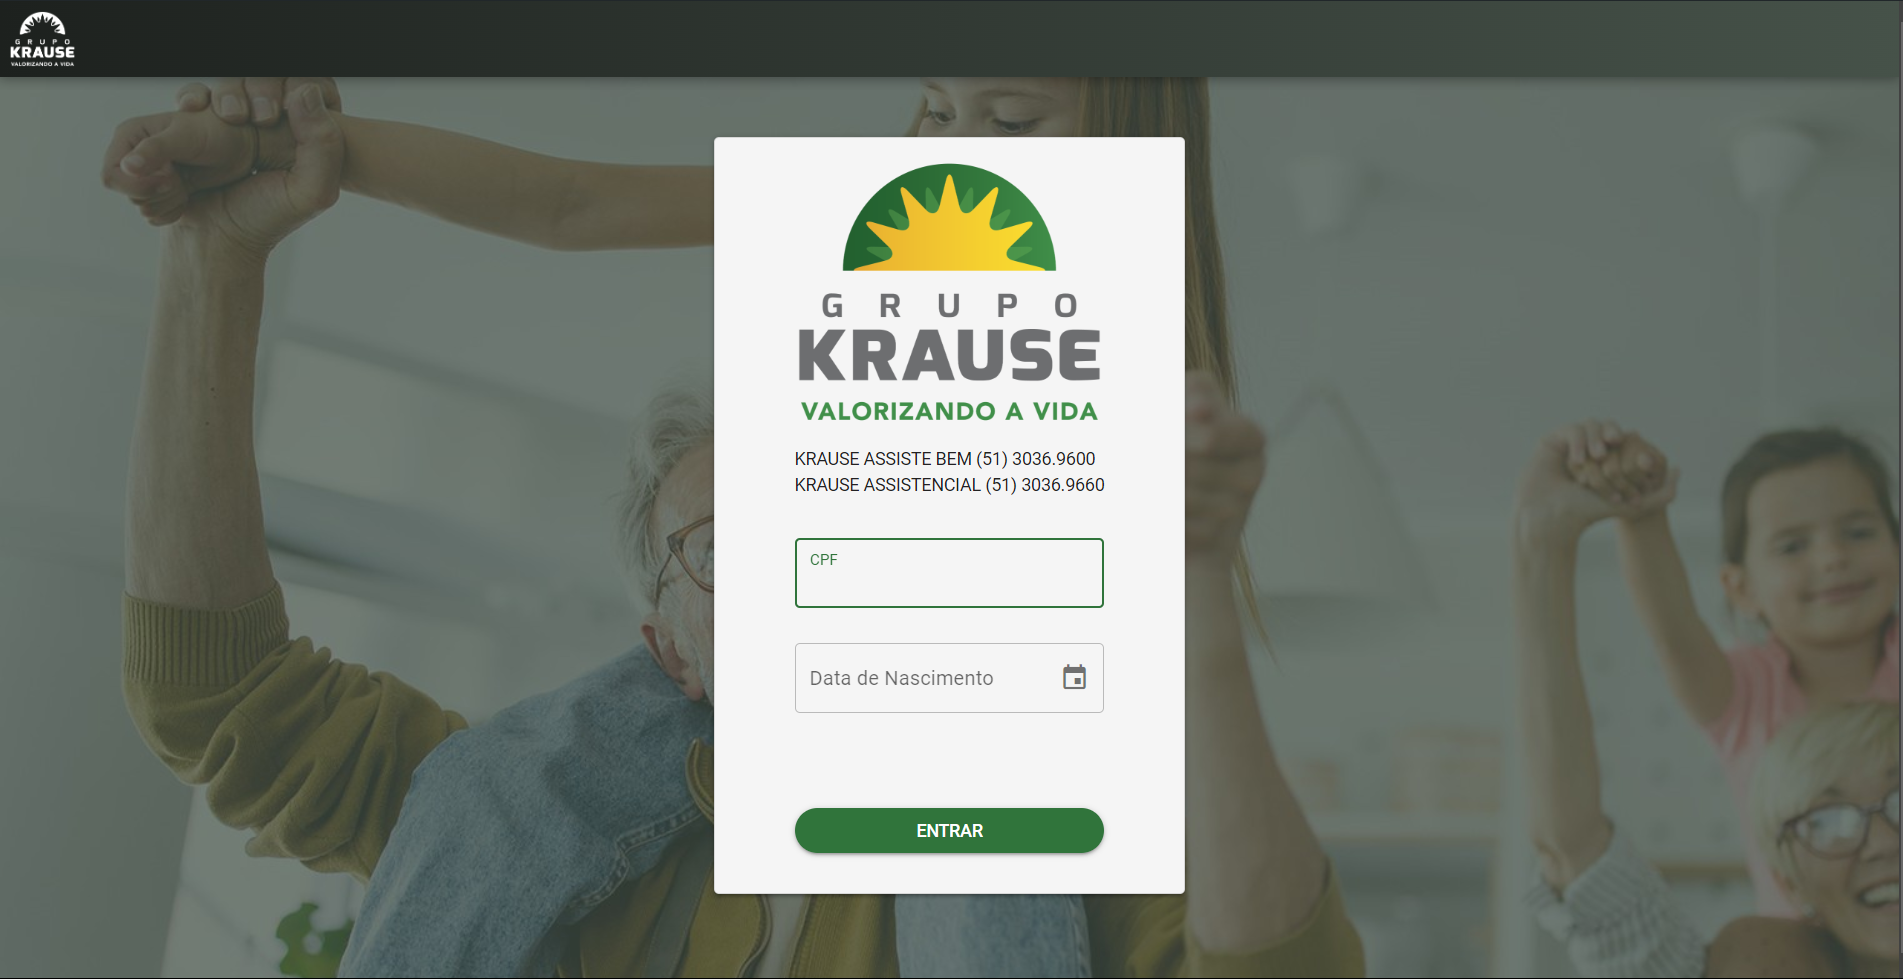 GRUPO
KRAUSE
VALORIZANDO A VIDA
GRUPO
KRAUSE
VALORIZANDO A VIDA
KRAUSE ASSISTE BEM (51) 3036.9600
KRAUSE ASSISTENCIAL (51) 3036.9660
CPF
Data de Nascimento
ENTRAR